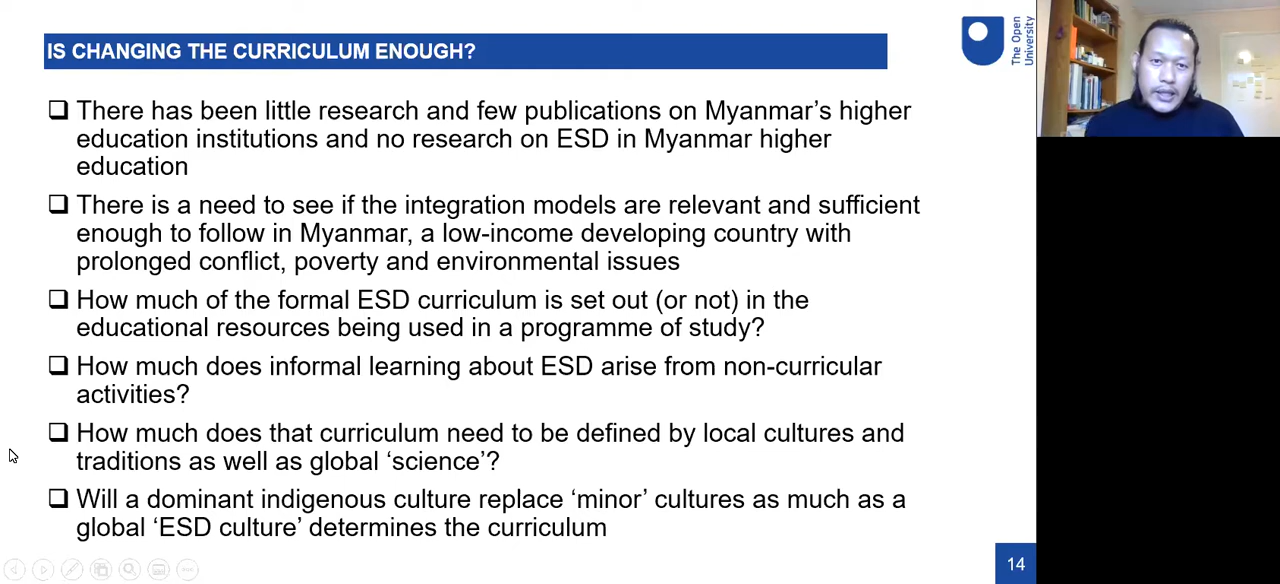 IS CHANGING THE CURRICULUM ENOUGH?
The Open
University
❑ There has been little research and few publications on Myanmar’s higher
education institutions and no research on ESD in Myanmar higher
education
❑ There is a need to see if the integration models are relevant and sufficient
enough to follow in Myanmar, a low-income developing country with
prolonged conflict, poverty and environmental issues
❑ How much of the formal ESD curriculum is set out (or not) in the
educational resources being used in a programme of study?
❑ How much does informal learning about ESD arise from non-curricular
activities?
❑ How much does that curriculum need to be defined by local cultures and
traditions as well as global ‘science’?
❑ Will a dominant indigenous culture replace ‘minor’ cultures as much as a
global ‘ESD culture’ determines the curriculum
14